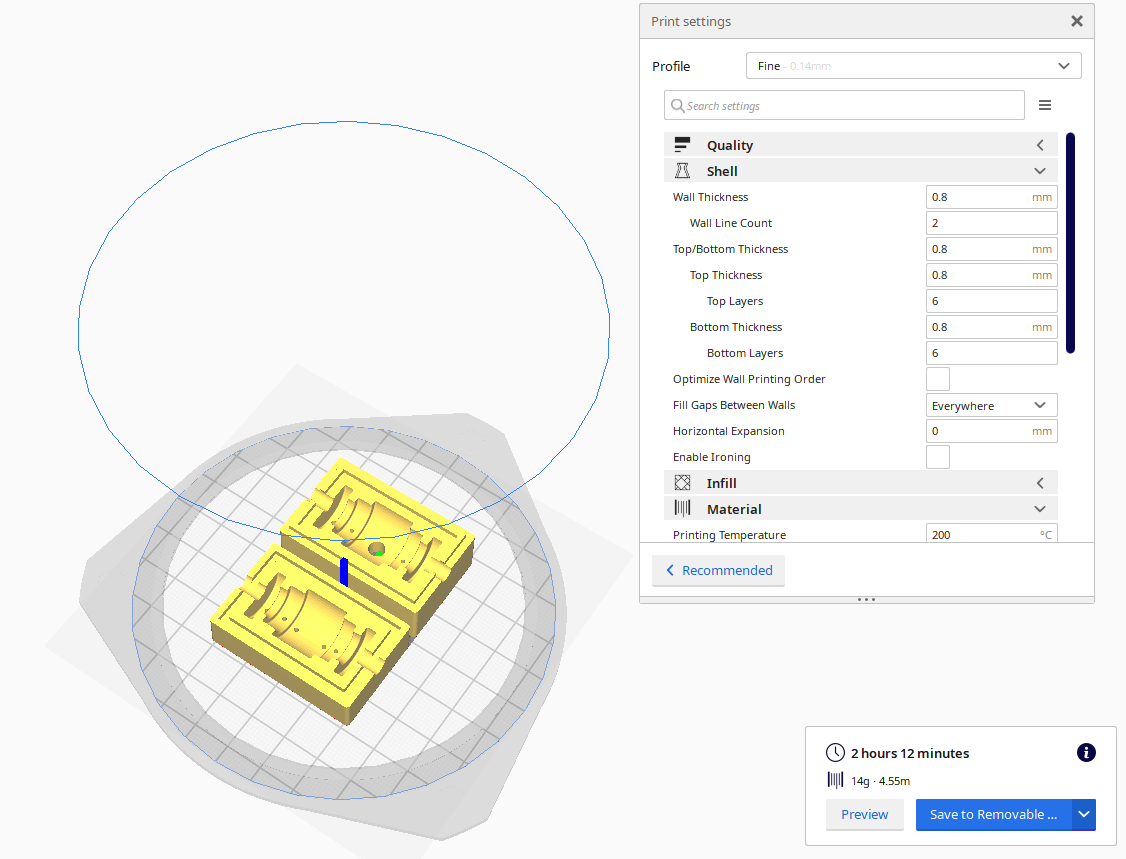 Print settings
Profile
Fine - 0.14mm
Search settings
Quality
Shell
Wall Thickness 0.8 mm
Wall Line Count 2
Top/Bottom Thickness 0.8 mm
Top Thickness 0.8 mm
Top Layers 6
Bottom Thickness 0.8 mm
Bottom Layers 6
Optimize Wall Printing Order
Fill Gaps Between Walls Everywhere
Horizontal Expansion 0 mm
Enable Ironing
Infill
Material
Printing Temperature 200 °C
Recommended
2 hours 12 minutes
14g · 4.55m
Preview
Save to Removable ...